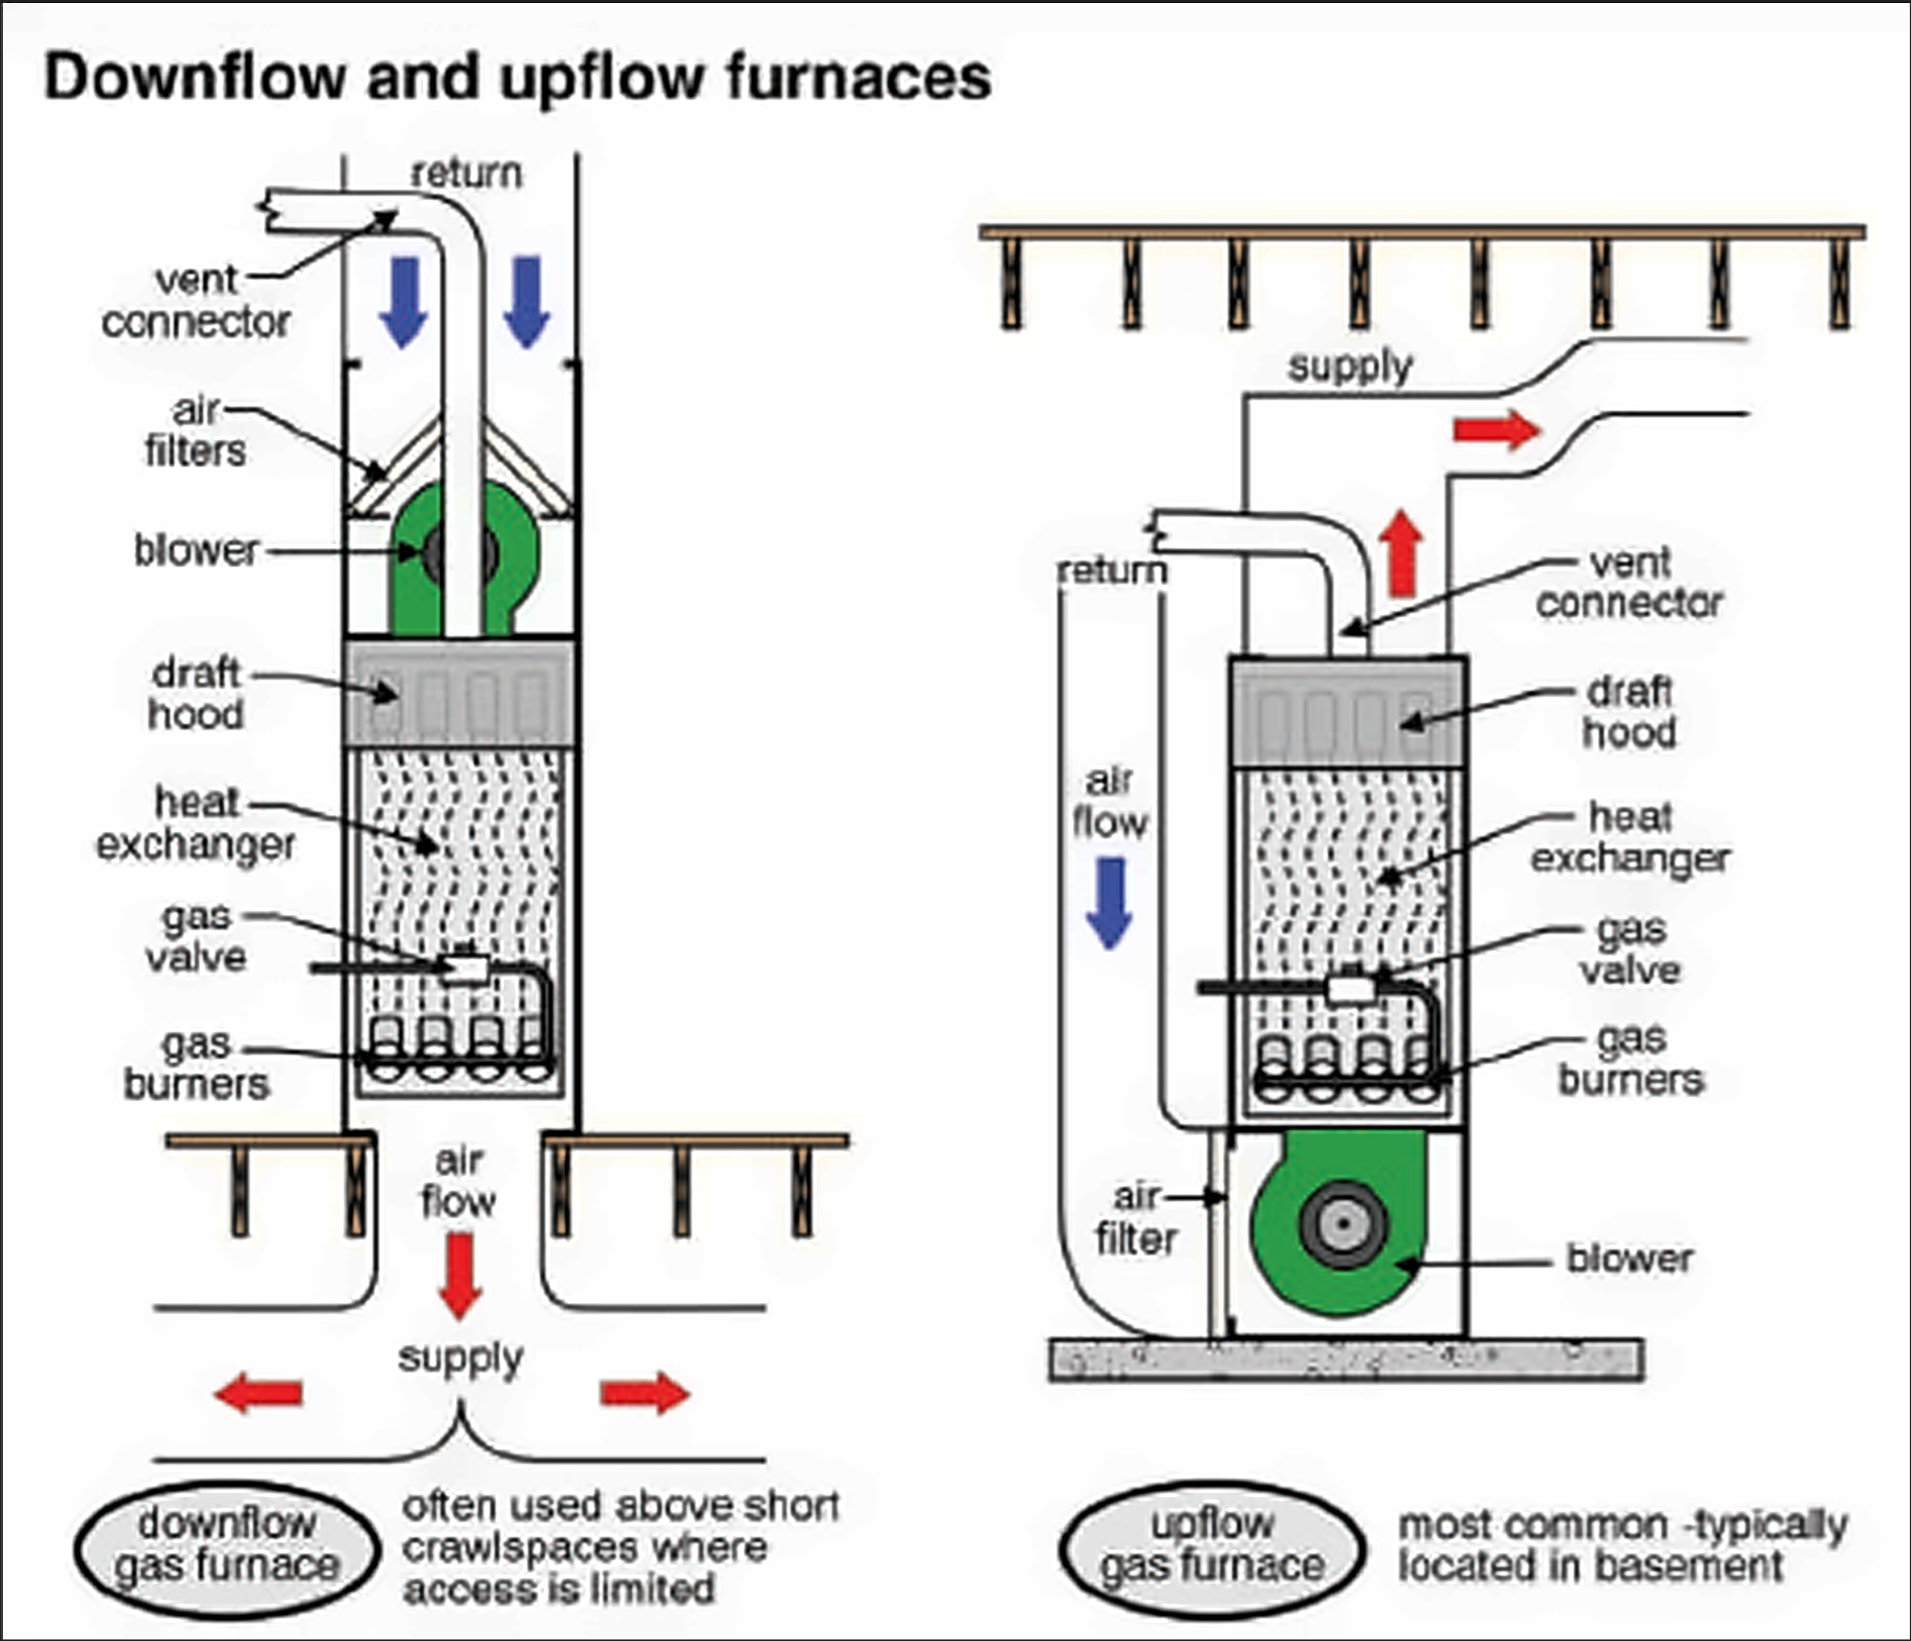 Downflow and upflow furnaces
return
vent
connector
air
filters
blower
draft
hood
heat
exchanger
gas
valve
gas
burners
air
flow
supply
downflow
gas furnace
often used above short
crawlspaces where
access is limited
supply
return
vent
connector
draft
hood
air
flow
heat
exchanger
gas
valve
gas
burners
air
filter
blower
upflow
gas furnace
most common -typically
located in basement